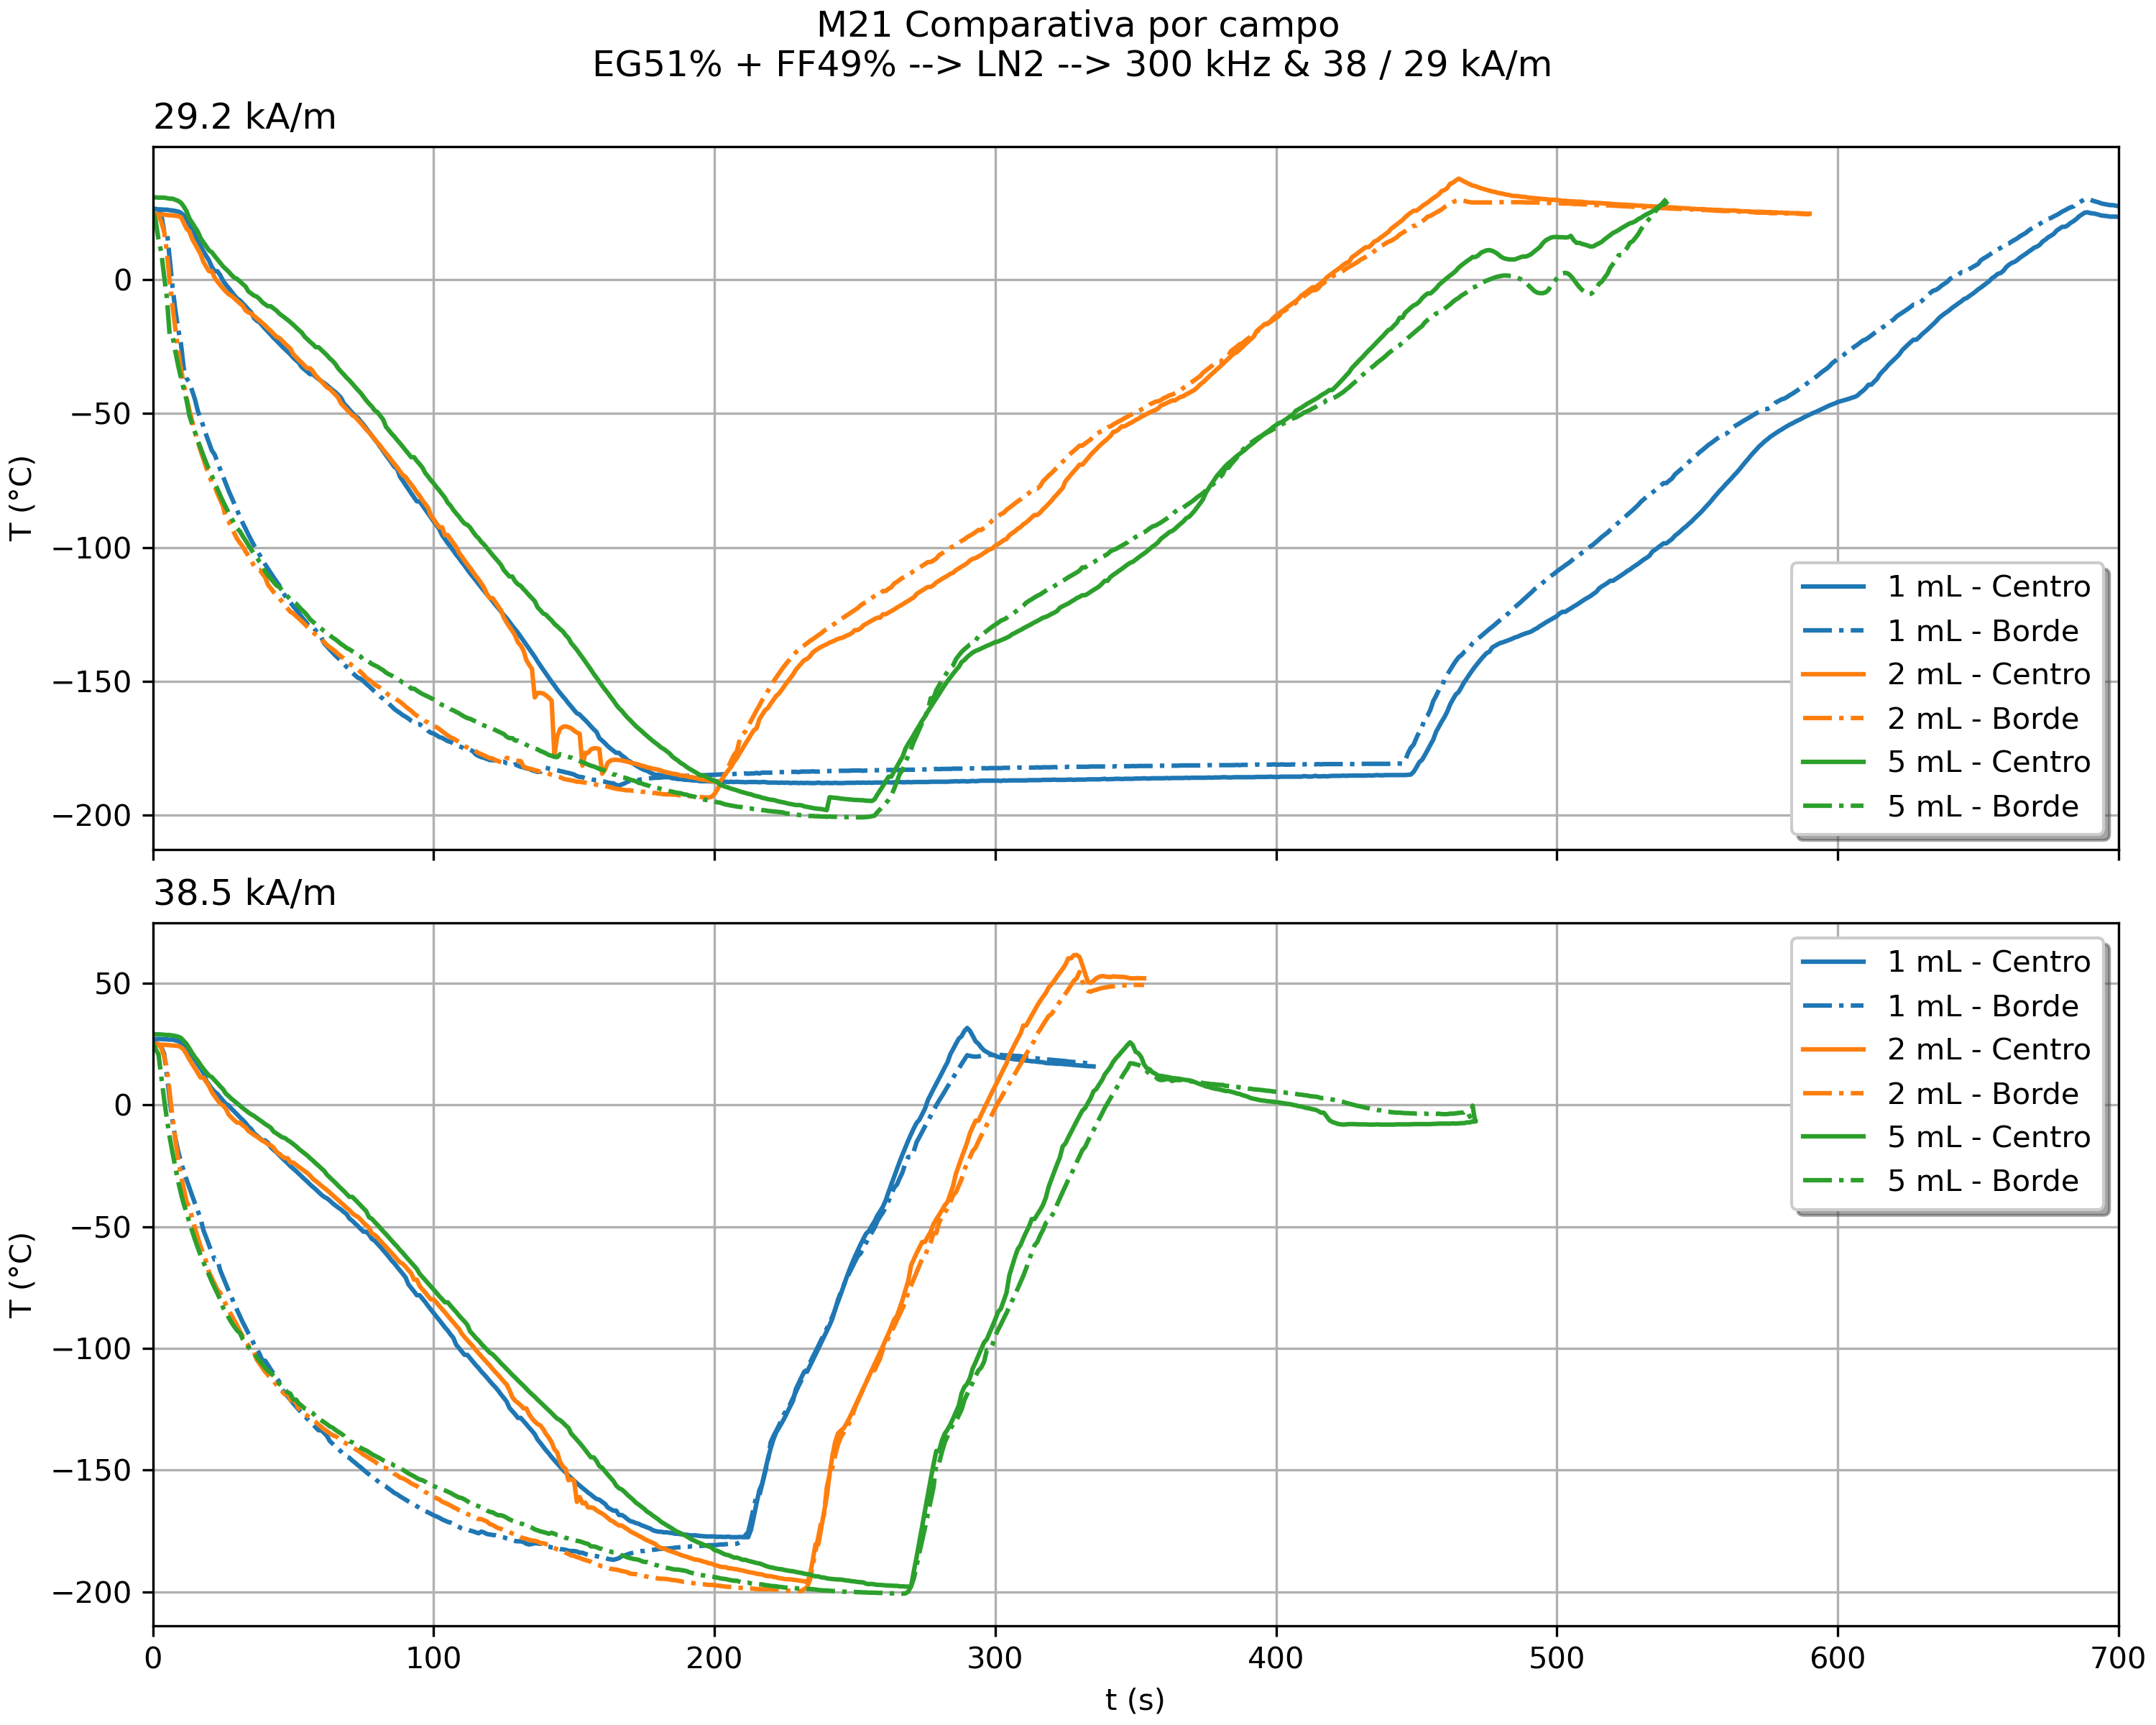 M21 Comparativa por campo
EG51% + FF49% --> LN2 --> 300 kHz & 38 / 29 kA/m
29.2 kA/m
T (°C)
0
−50
−100
−150
−200
1 mL - Centro
1 mL - Borde
2 mL - Centro
2 mL - Borde
5 mL - Centro
5 mL - Borde
38.5 kA/m
T (°C)
50
0
−50
−100
−150
−200
1 mL - Centro
1 mL - Borde
2 mL - Centro
2 mL - Borde
5 mL - Centro
5 mL - Borde
0 100 200 300 400 500 600 700
t (s)